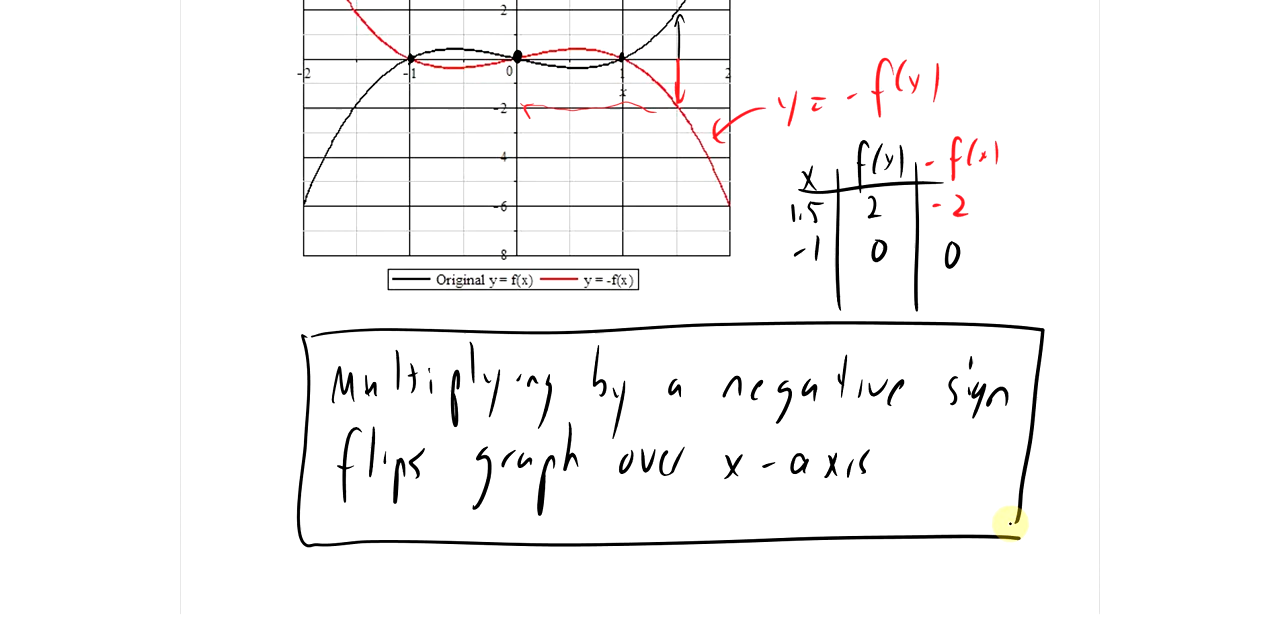 2
-2 -1 0 1 2
x
-2
4
-6
8
Original y = f(x) y = -f(x)
y = - f(x)
x f(x) - f(x)
1.5 2 -2
-1 0 0
Multiplying by a negative sign
flips graph over x-axis